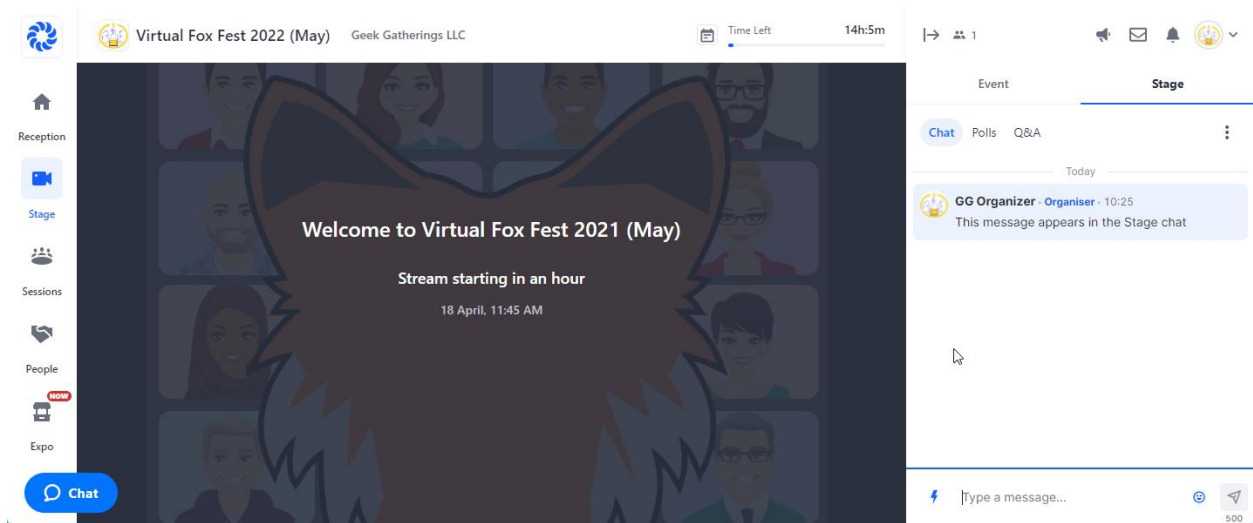 Virtual Fox Fest 2022 (May) Geek Gatherings LLC
Time Left 14h:5m
1
Reception
Stage
Sessions
People
NOW
Expo
Chat
Welcome to Virtual Fox Fest 2021 (May)
Stream starting in an hour
18 April, 11:45 AM
Event Stage
Chat Polls Q&A
Today
GG Organizer · Organiser · 10:25
This message appears in the Stage chat
Type a message...
500